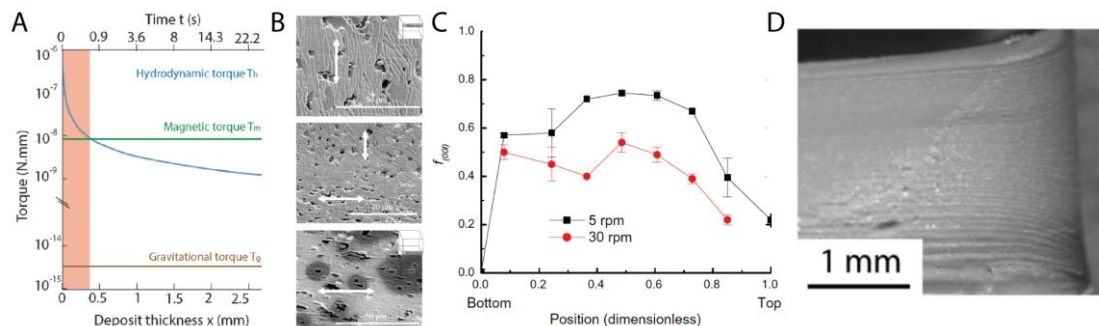 A
Time t (s)
0 0.9 3.6 8 14.3 22.2
10-6
10-7
10-8
10-9
10-14
10-15
Torque (N.mm)
Hydrodynamic torque Th
Magnetic torque Tm
Gravitational torque Tg
0 0.5 1 1.5 2 2.5
Deposit thickness x (mm)
B
20 µm
C
f(000)
1.0
0.8
0.6
0.4
0.2
0.0
5 rpm
30 rpm
0.0 0.2 0.4 0.6 0.8 1.0
Bottom Top
Position (dimensionless)
D
1 mm